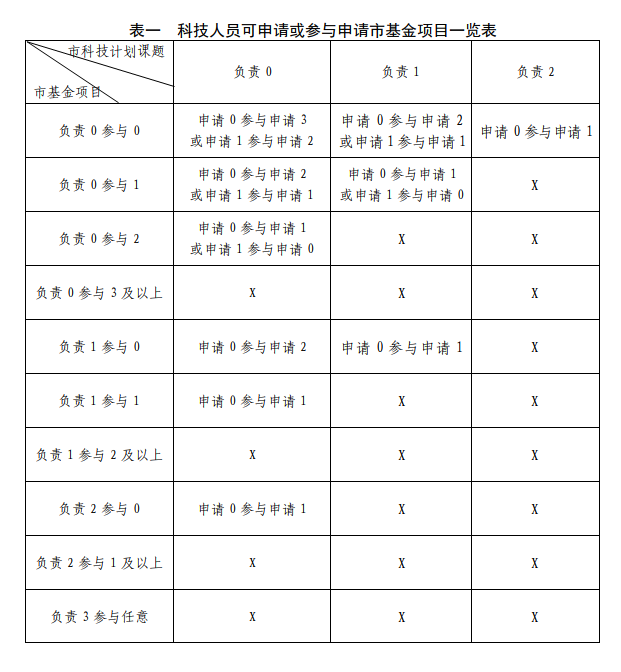 表一 科技人员可申请或参与申请市基金项目一览表
市科技计划课题
市基金项目
负责 0
负责 1
负责 2
负责 0 参与 0
申请 0 参与申请 3
或申请 1 参与申请 2
申请 0 参与申请 2
或申请 1 参与申请 1
申请 0 参与申请 1
负责 0 参与 1
申请 0 参与申请 2
或申请 1 参与申请 1
申请 0 参与申请 1
或申请 1 参与申请 0
X
负责 0 参与 2
申请 0 参与申请 1
或申请 1 参与申请 0
X
X
负责 0 参与 3 及以上
X
X
X
负责 1 参与 0
申请 0 参与申请 2
申请 0 参与申请 1
X
负责 1 参与 1
申请 0 参与申请 1
X
X
负责 1 参与 2 及以上
X
X
X
负责 2 参与 0
申请 0 参与申请 1
X
X
负责 2 参与 1 及以上
X
X
X
负责 3 参与任意
X
X
X